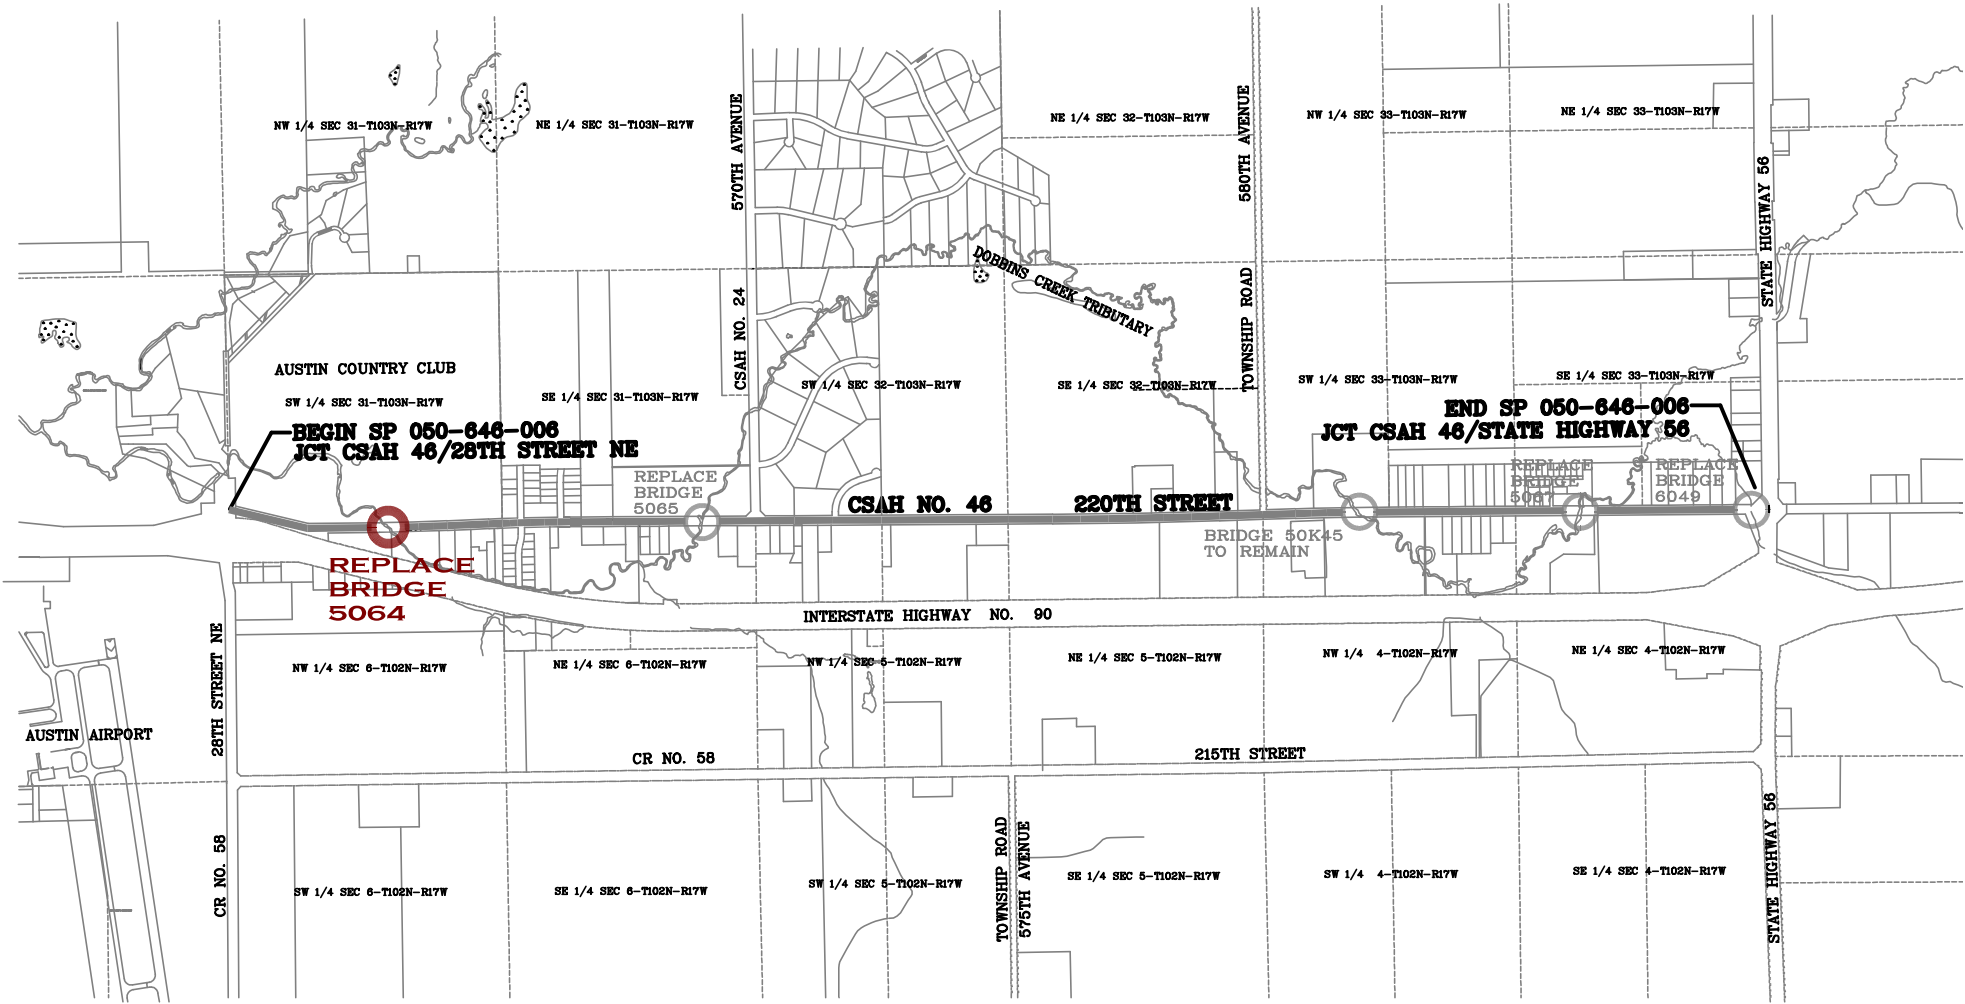 NW 1/4 SEC 31-T103N-R17W
NE 1/4 SEC 31-T103N-R17W
570TH AVENUE
NE 1/4 SEC 32-T103N-R17W
580TH AVENUE
NW 1/4 SEC 33-T103N-R17W
NE 1/4 SEC 33-T103N-R17W
STATE HIGHWAY 56
DOBBINS CREEK TRIBUTARY
CSAH NO. 24
TOWNSHIP ROAD
AUSTIN COUNTRY CLUB
SW 1/4 SEC 31-T103N-R17W
SE 1/4 SEC 31-T103N-R17W
SW 1/4 SEC 32-T103N-R17W
SE 1/4 SEC 32-T103N-R17W
SW 1/4 SEC 33-T103N-R17W
SE 1/4 SEC 33-T103N-R17W
BEGIN SP 050-646-006
JCT CSAH 46/28TH STREET NE
END SP 050-646-006
JCT CSAH 46/STATE HIGHWAY 56
REPLACE
BRIDGE
5065
CSAH NO. 46
220TH STREET
REPLACE
BRIDGE
5067
REPLACE
BRIDGE
6049
BRIDGE 50K45
TO REMAIN
REPLACE
BRIDGE
5064
INTERSTATE HIGHWAY NO. 90
28TH STREET NE
NW 1/4 SEC 6-T102N-R17W
NE 1/4 SEC 6-T102N-R17W
NW 1/4 SEC 5-T102N-R17W
NE 1/4 SEC 5-T102N-R17W
NW 1/4 4-T102N-R17W
NE 1/4 SEC 4-T102N-R17W
AUSTIN AIRPORT
CR NO. 58
215TH STREET
CR NO. 58
TOWNSHIP ROAD
575TH AVENUE
STATE HIGHWAY 56
SW 1/4 SEC 6-T102N-R17W
SE 1/4 SEC 6-T102N-R17W
SW 1/4 SEC 5-T102N-R17W
SE 1/4 SEC 5-T102N-R17W
SW 1/4 4-T102N-R17W
SE 1/4 SEC 4-T102N-R17W